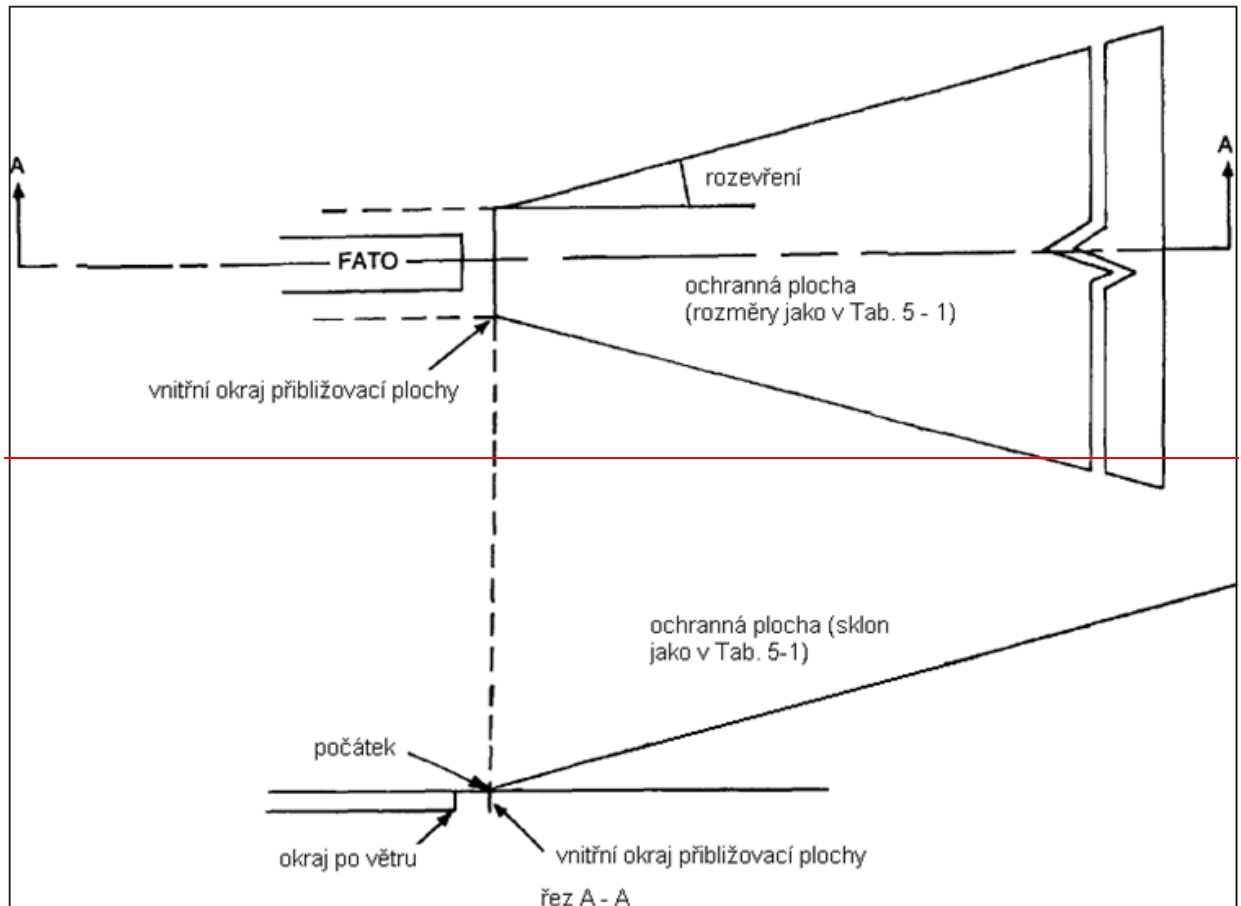 A
A
rozevření
FATO
ochranná plocha
(rozměry jako v Tab. 5 - 1)
vnitřní okraj přibližovací plochy
ochranná plocha (sklon
jako v Tab. 5-1)
počátek
okraj po větru
vnitřní okraj přibližovací plochy
řez A - A